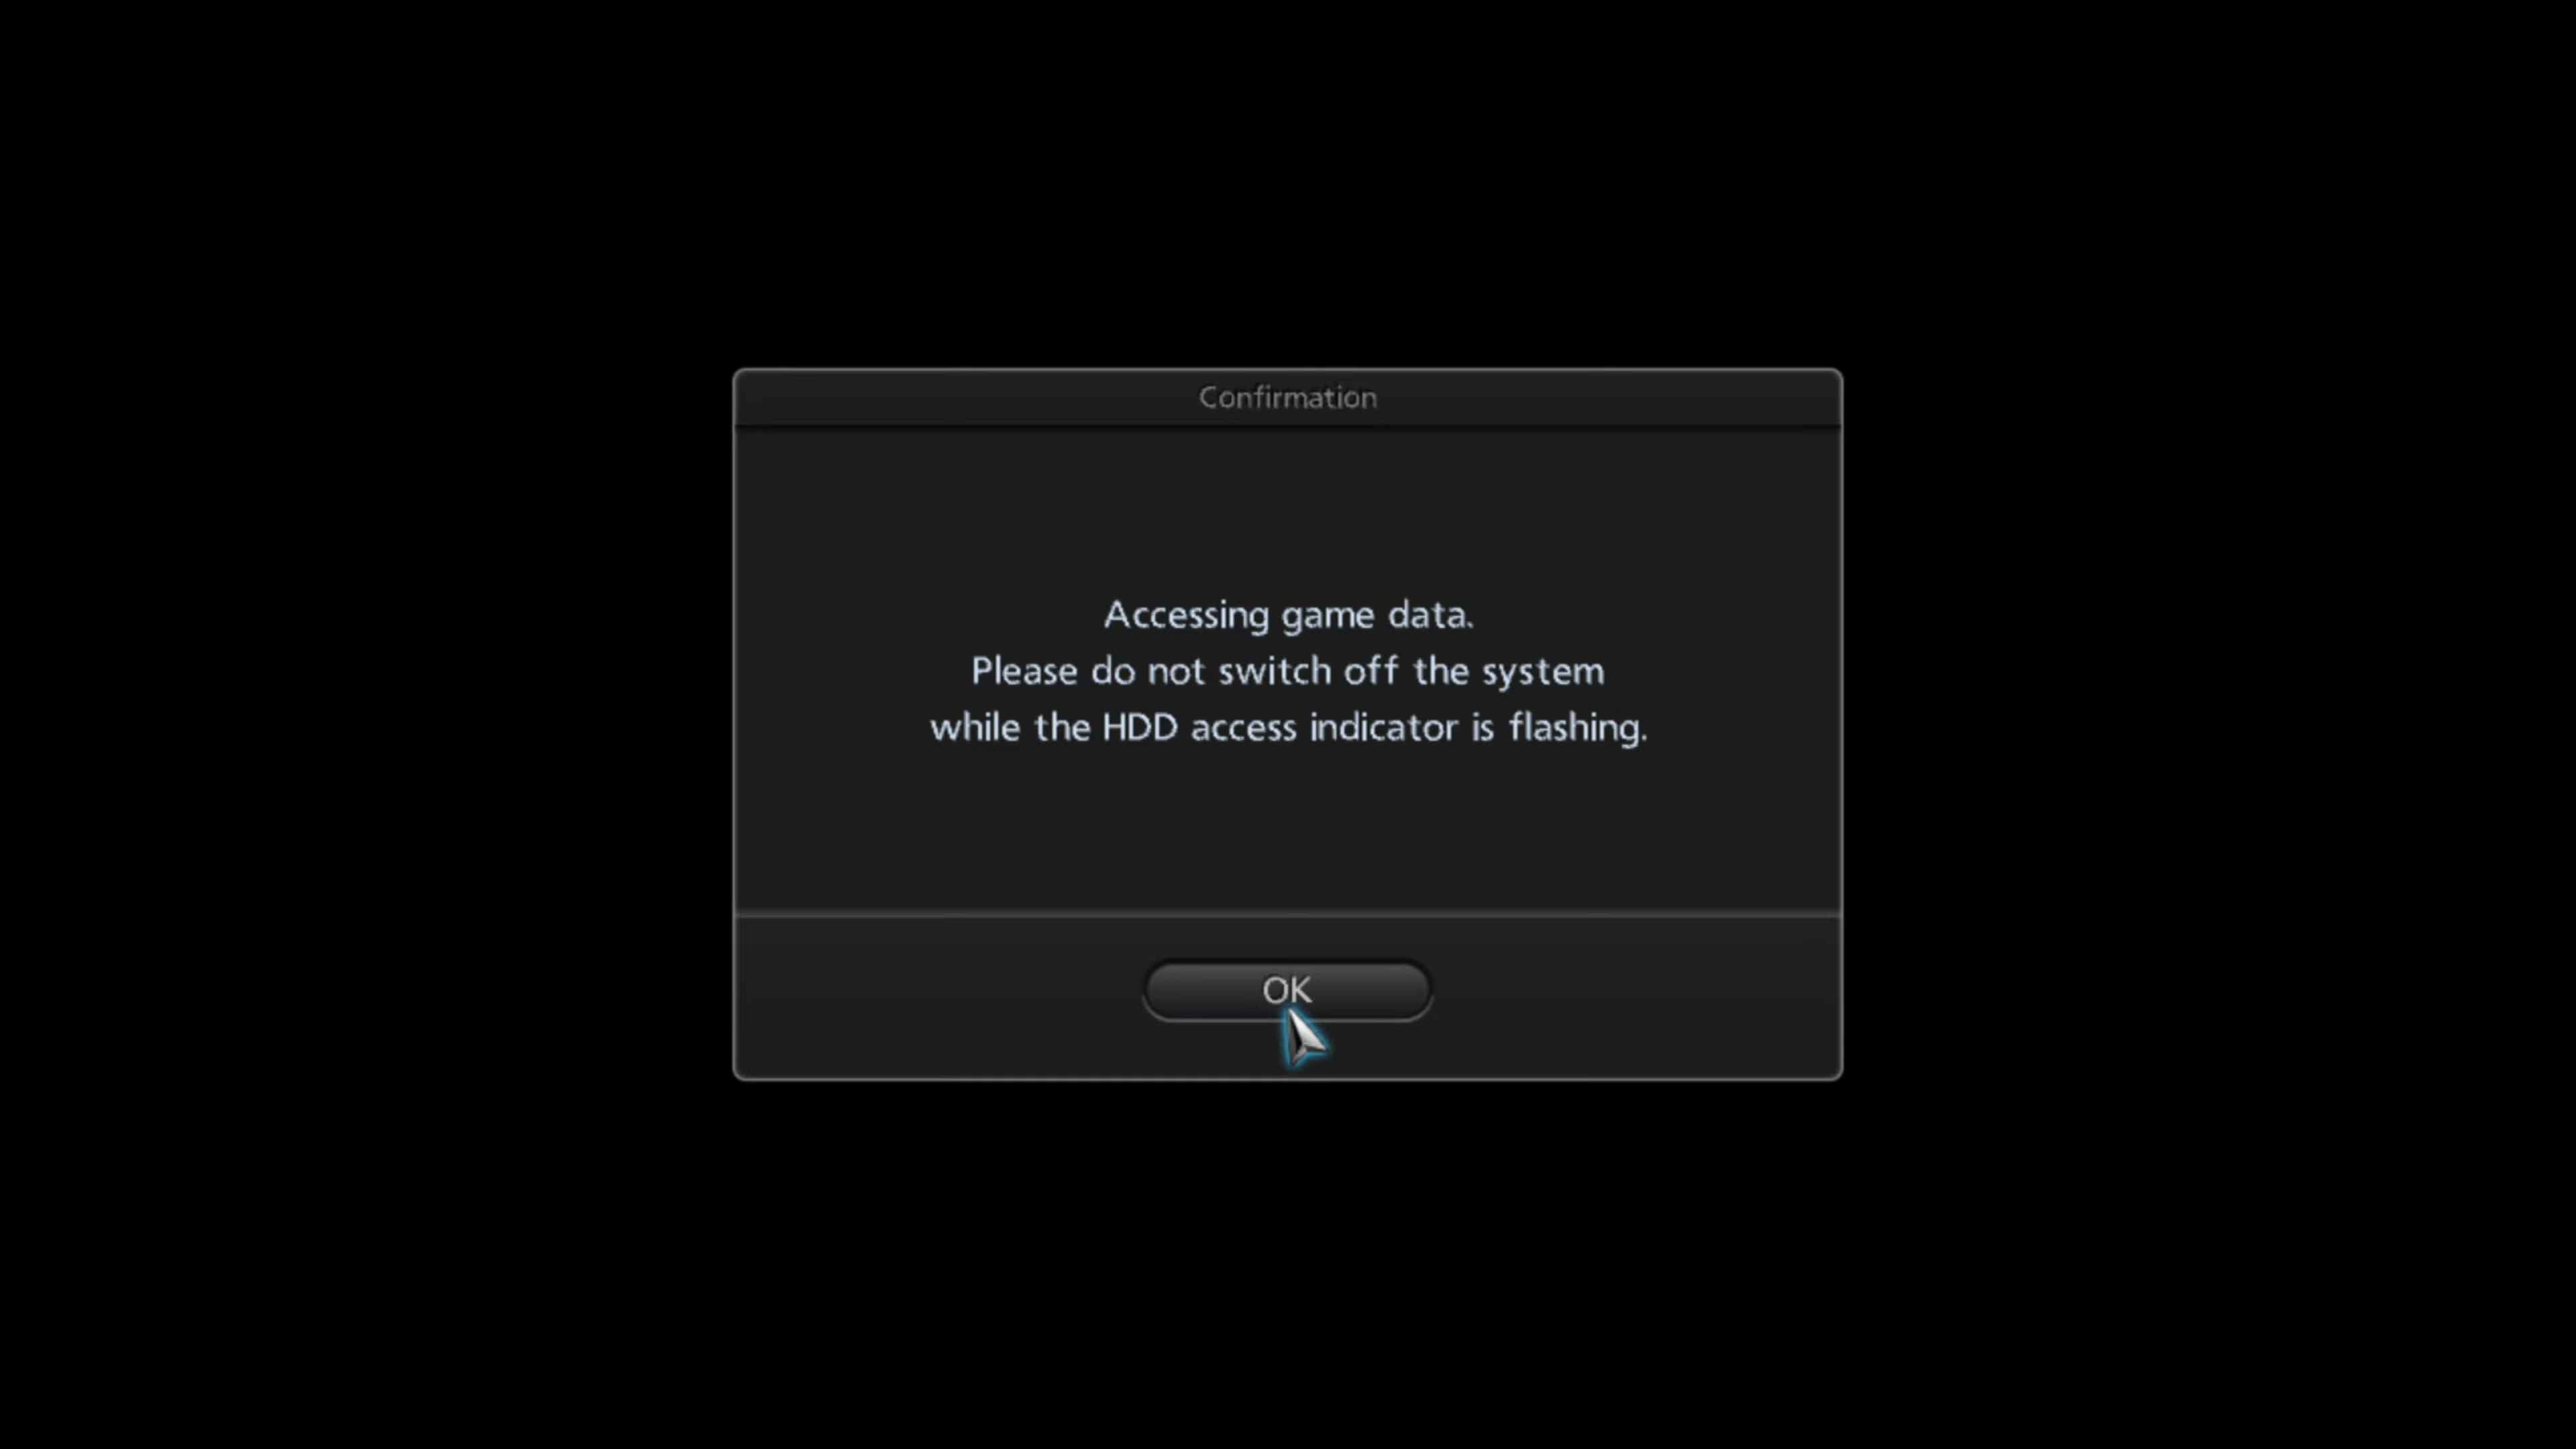 Confirmation
Accessing game data.
Please do not switch off the system
while the HDD access indicator is flashing.
OK